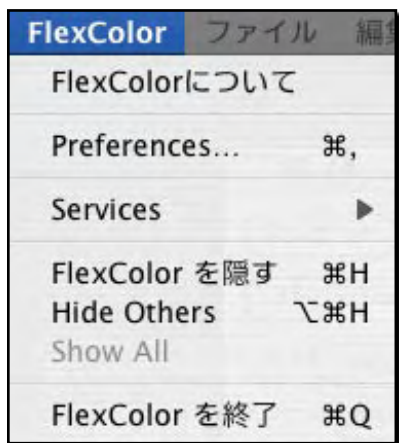 FlexColor ファイル
FlexColorについて
Preferences... ⌘,
Services ▶
FlexColor を隠す ⌘H
Hide Others ⌥⌘H
Show All
FlexColor を終了 ⌘Q